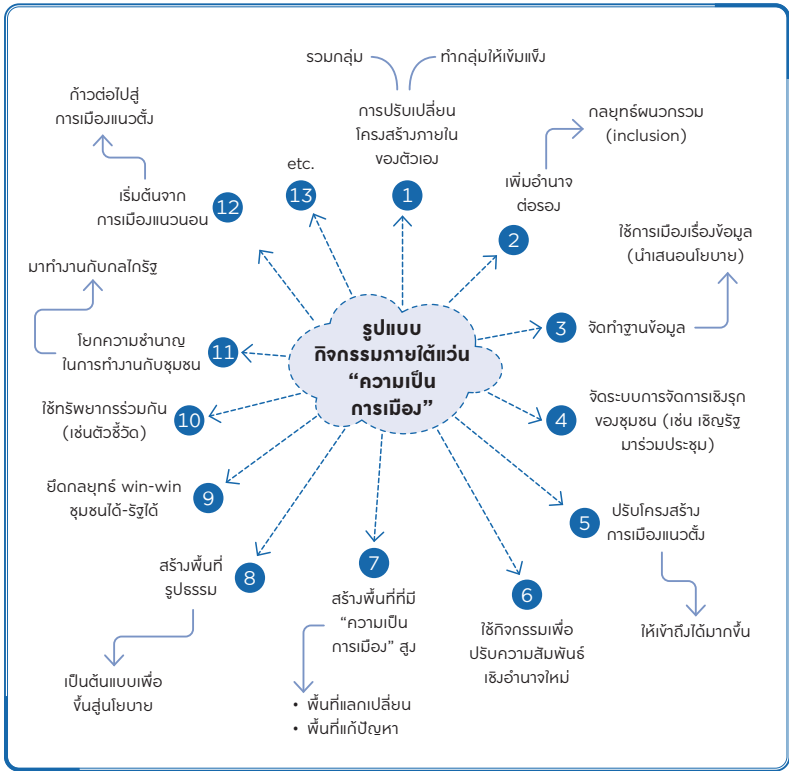 รูปแบบ
กิจกรรมภายใต้แว่น
“ความเป็น
การเมือง”
รวมกลุ่ม
ทำกลุ่มให้เข้มแข็ง
การปรับเปลี่ยน
โครงสร้างภายใน
ของตัวเอง
1
กลยุทธ์ผนวกรวม
(inclusion)
เพิ่มอำนาจ
ต่อรอง
2
ใช้การเมืองเรื่องข้อมูล
(นำเสนอนโยบาย)
3
จัดทำฐานข้อมูล
4
จัดระบบการจัดการเชิงรุก
ของชุมชน (เช่น เชิญรัฐ
มาร่วมประชุม)
5
ปรับโครงสร้าง
การเมืองแนวตั้ง
ให้เข้าถึงได้มากขึ้น
6
ใช้กิจกรรมเพื่อ
ปรับความสัมพันธ์
เชิงอำนาจใหม่
7
สร้างพื้นที่ที่มี
“ความเป็น
การเมือง” สูง
• พื้นที่แลกเปลี่ยน
• พื้นที่แก้ปัญหา
8
สร้างพื้นที่
รูปธรรม
เป็นต้นแบบเพื่อ
ขึ้นสู่นโยบาย
9
ยึดกลยุทธ์ win-win
ชุมชนได้-รัฐได้
10
ใช้ทรัพยากรร่วมกัน
(เช่นตัวชี้วัด)
11
โยกความชำนาญ
ในการทำงานกับชุมชน
มาทำงานกับกลไกรัฐ
12
เริ่มต้นจาก
การเมืองแนวนอน
ก้าวต่อไปสู่
การเมืองแนวตั้ง
etc.
13